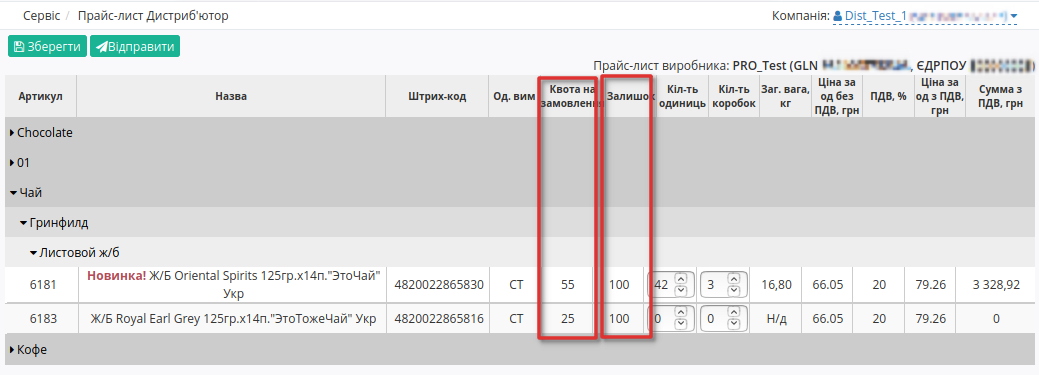 Сервіс / Прайс-лист Дистриб'ютор
Компанія: Dist_Test_1
Зберегти Відправити
Прайс-лист виробника: PRO_Test (GLN , ЄДРПОУ )
Артикул Назва Штрих-код Од. вим Квота на замовлення Залишок Кіл-ть одиниць Кіл-ть коробок Заг. вага, кг Ціна за од без ПДВ, грн ПДВ, % Ціна за од з ПДВ, грн Сумма з ПДВ, грн
Chocolate
01
Чай
Гринфилд
Листовой ж/б
6181 Новинка! Ж/Б Oriental Spirits 125гр.х14п."ЭтоЧай" Укр 4820022865830 СТ 55 100 42 3 16,80 66.05 20 79.26 3 328,92
6183 Ж/Б Royal Earl Grey 125гр.х14п."ЭтоТожеЧай" Укр 4820022865816 СТ 25 100 0 0 Н/д 66.05 20 79.26 0
Кофе